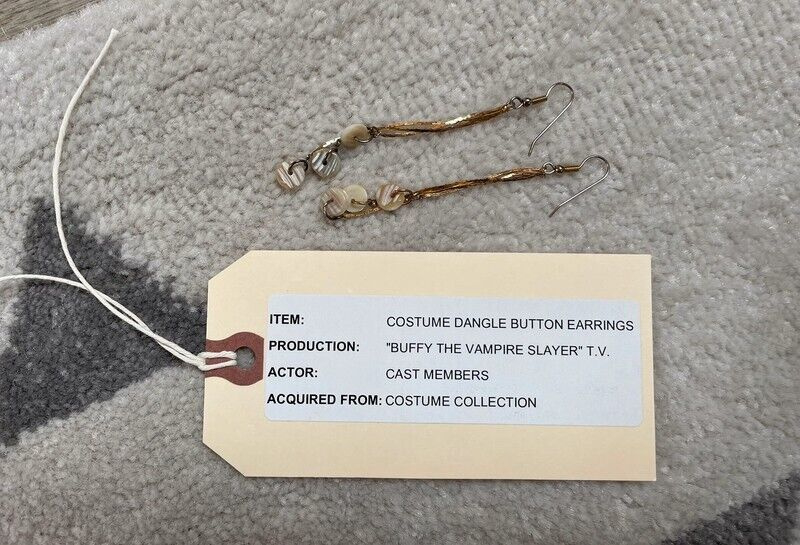 ITEM: COSTUME DANGLE BUTTON EARRINGS
PRODUCTION: "BUFFY THE VAMPIRE SLAYER" T.V.
ACTOR: CAST MEMBERS
ACQUIRED FROM: COSTUME COLLECTION